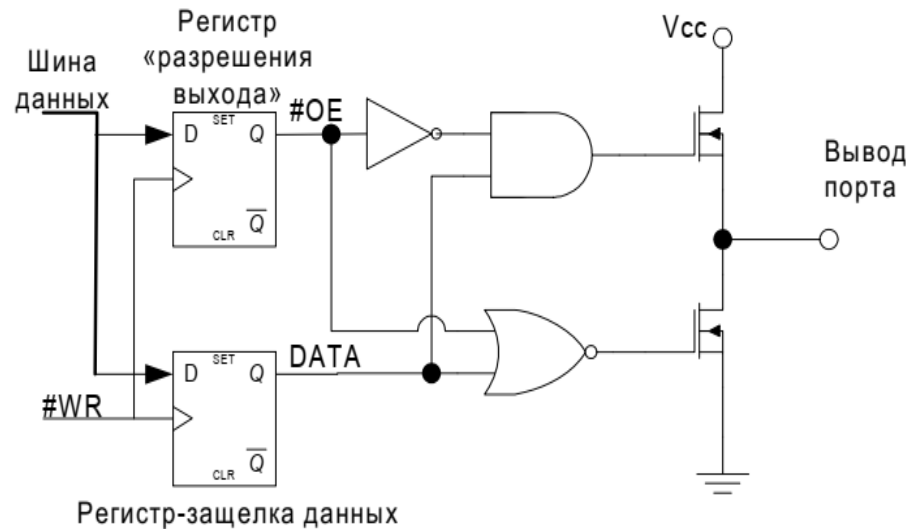 Регистр
«разрешения
выхода»
Шина
данных
#OE
Vcc
D
SET
Q
Q
CLR
Вывод
порта
D
SET
Q
DATA
#WR
Q
CLR
Регистр-защелка данных